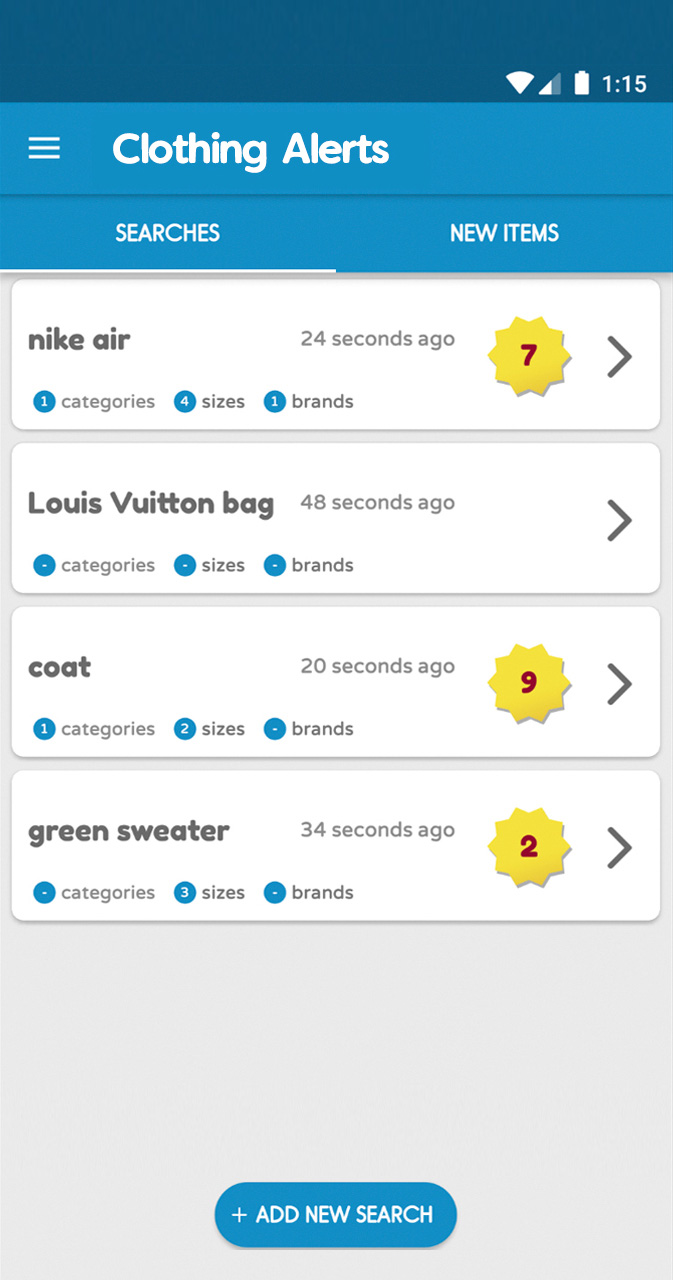 1:15
Clothing Alerts
SEARCHES NEW ITEMS
nike air 24 seconds ago 7
1 categories 4 sizes 1 brands
Louis Vuitton bag 48 seconds ago
- categories - sizes - brands
coat 20 seconds ago 9
1 categories 2 sizes - brands
green sweater 34 seconds ago 2
- categories 3 sizes - brands
+ ADD NEW SEARCH